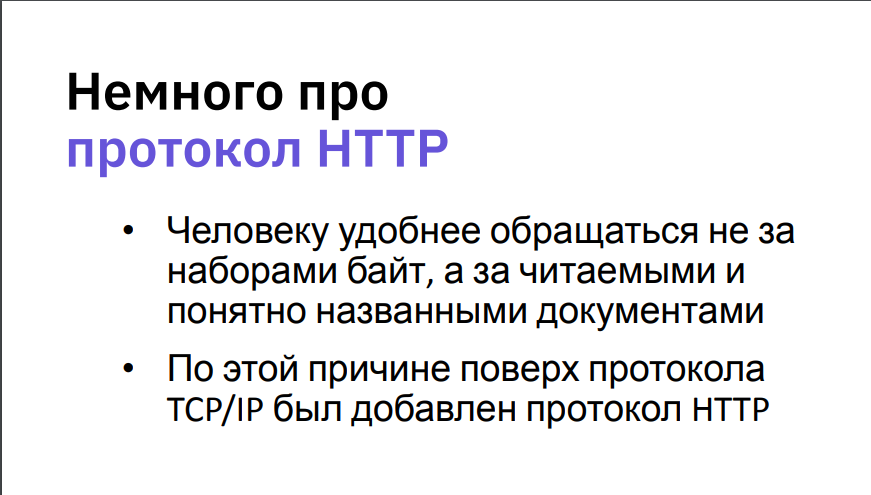 Немного про
протокол HTTP
• Человеку удобнее обращаться не за
наборами байт, а за читаемыми и
понятно названными документами
• По этой причине поверх протокола
TCP/IP был добавлен протокол HTTP